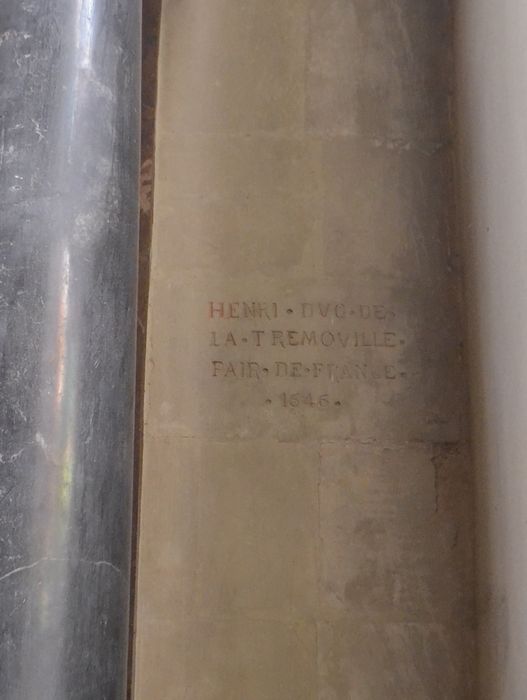 HENRI · DVC · DE ·
LA · TREMOVILLE ·
PAIR · DE · FRANCE ·
· 1646 ·